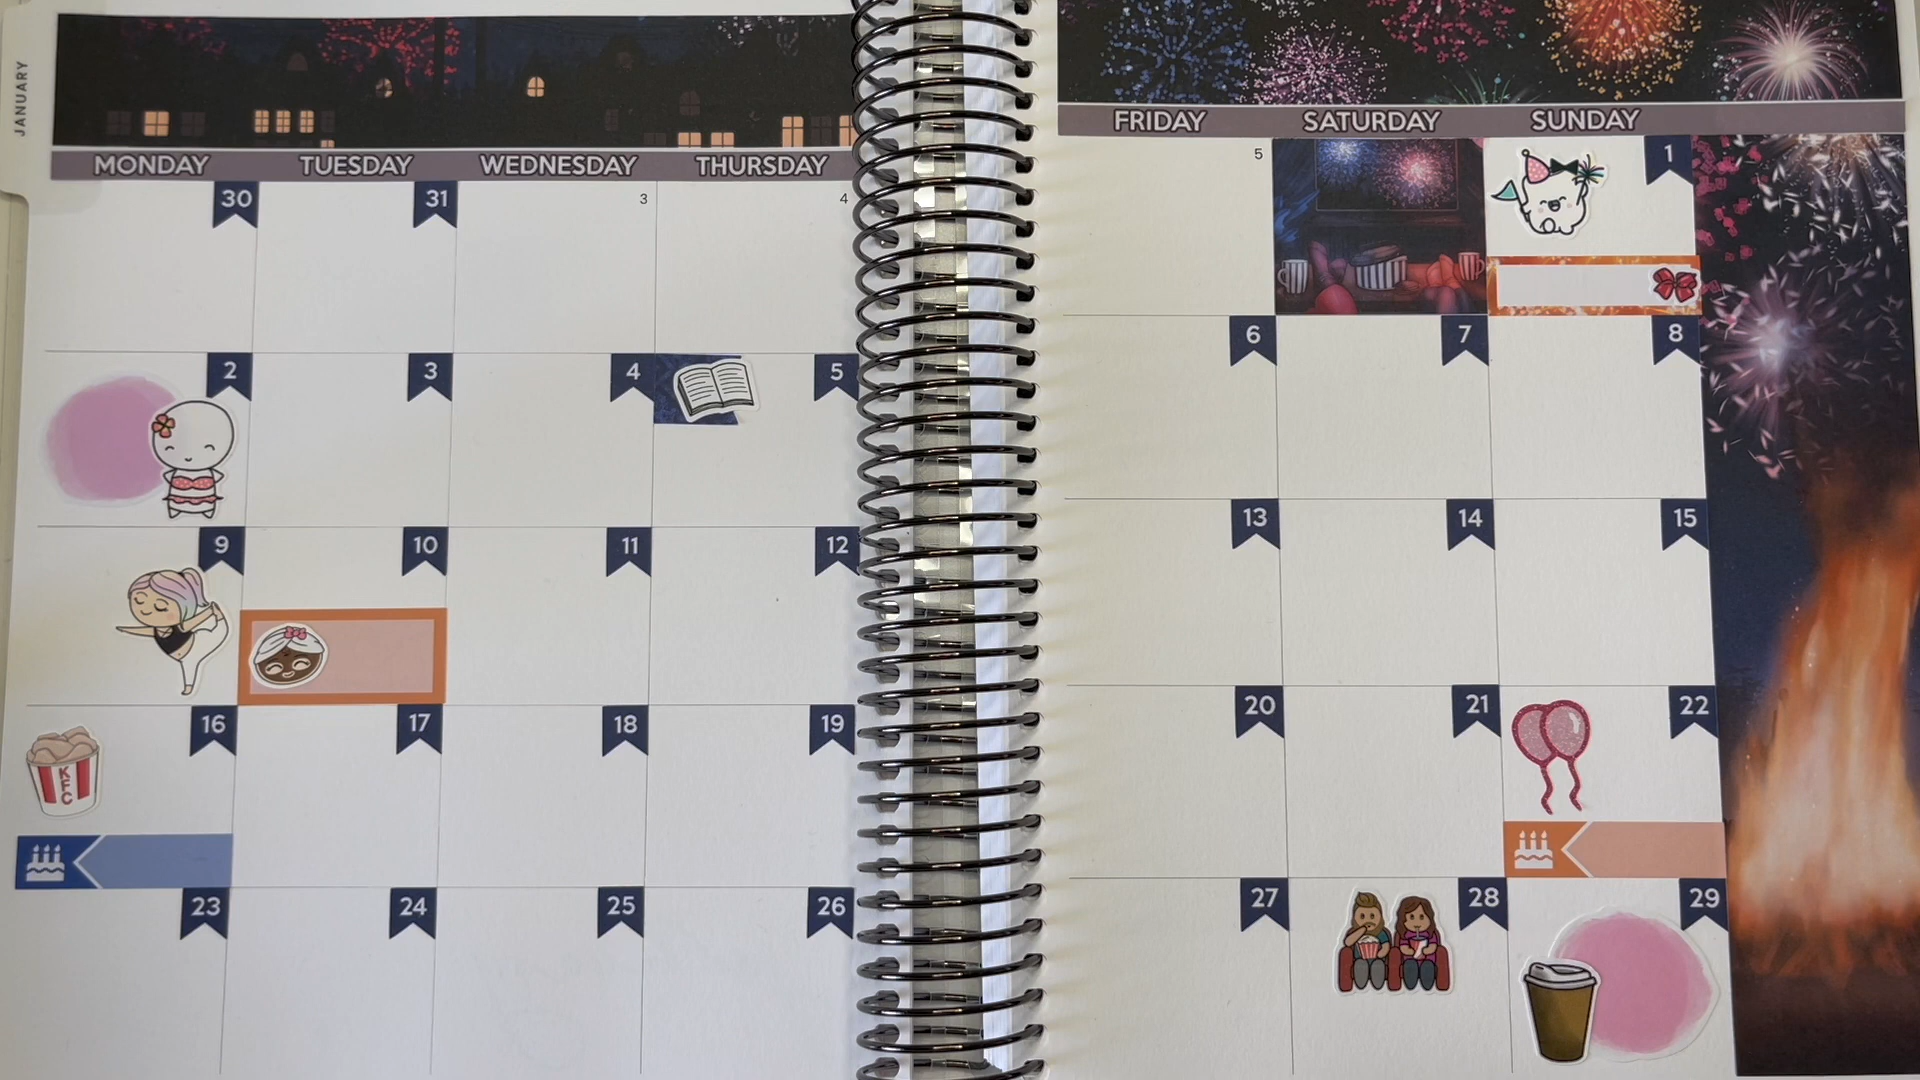 JANUARY
MONDAY TUESDAY WEDNESDAY THURSDAY FRIDAY SATURDAY SUNDAY
30 31 3 4 5 1
2 3 4 5 6 7 8
9 10 11 12 13 14 15
16 17 18 19 20 21 22
KFC
23 24 25 26 27 28 29